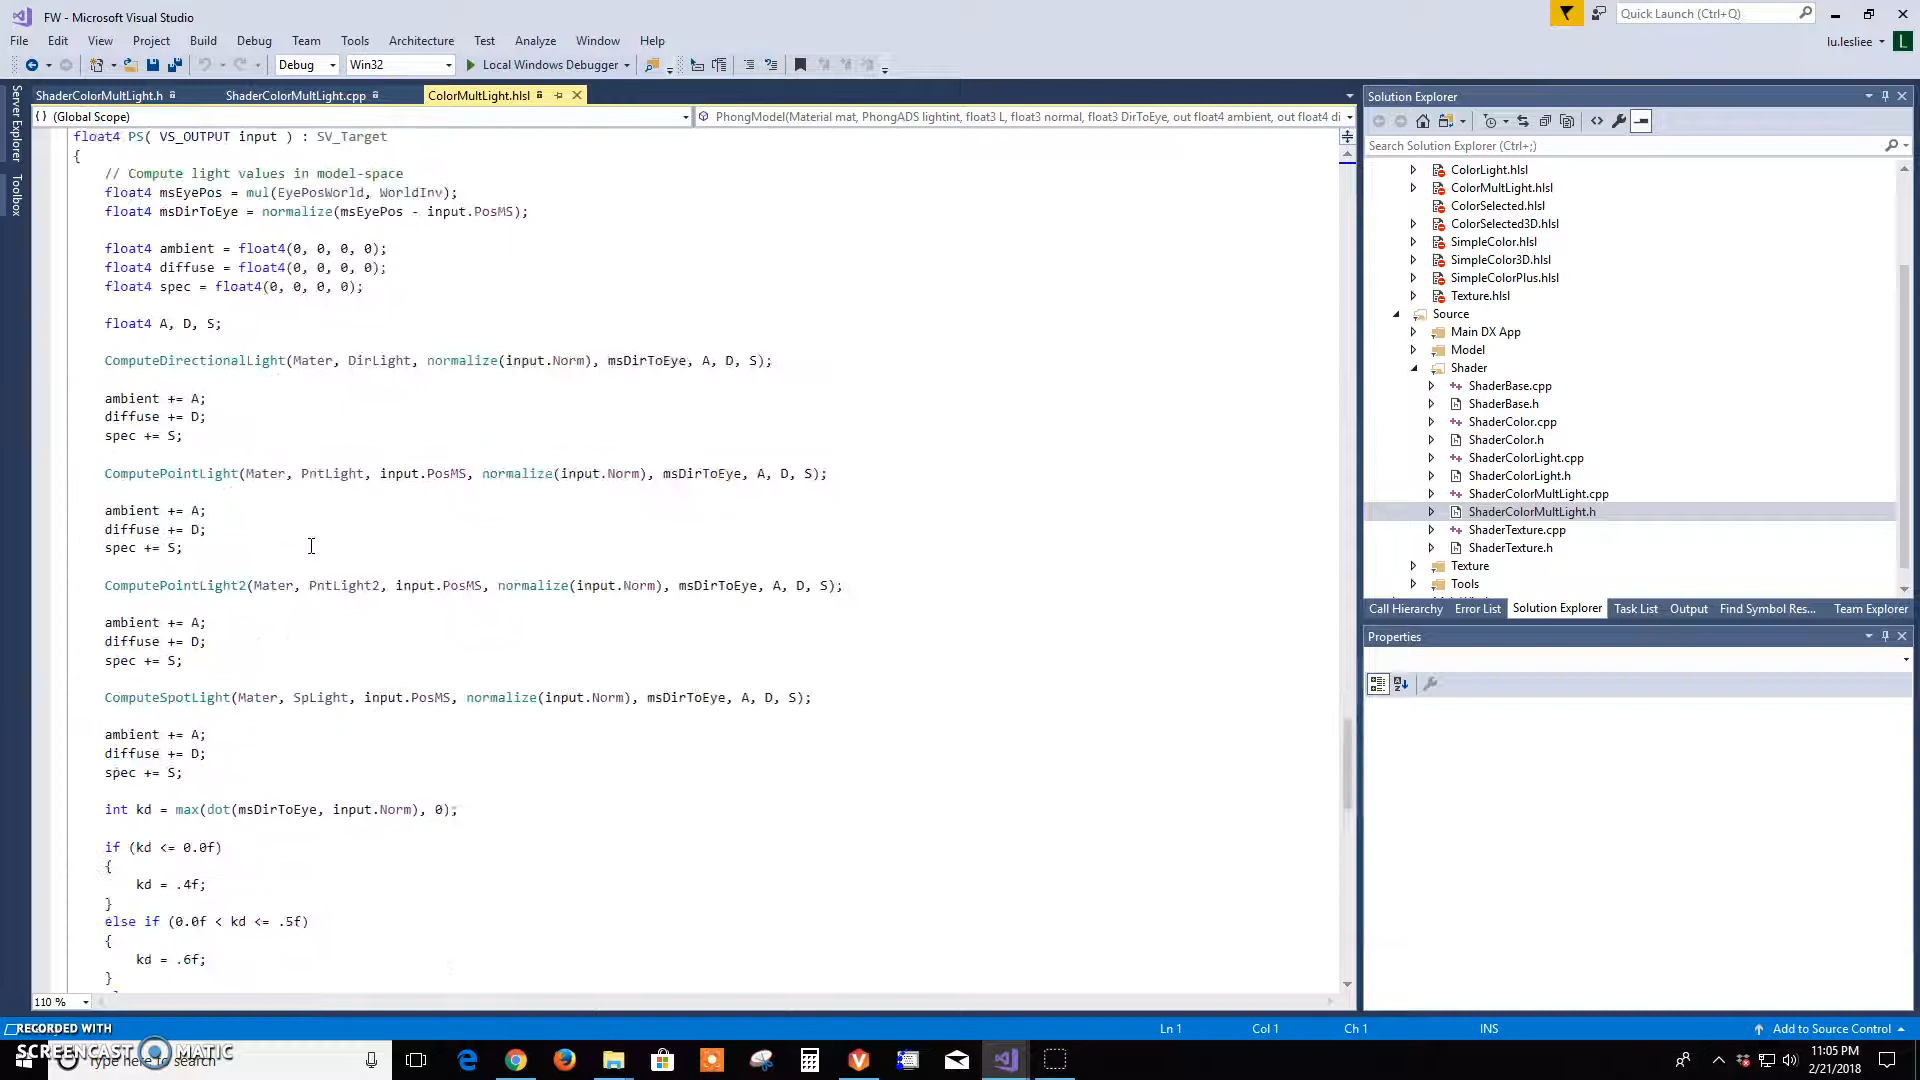 FW - Microsoft Visual Studio
Quick Launch (Ctrl+Q)
File Edit View Project Build Debug Team Tools Architecture Test Analyze Window Help
lu.lesliee L
Debug Win32 Local Windows Debugger
Server Explorer
Toolbox
ShaderColorMultLight.h ShaderColorMultLight.cpp ColorMultLight.hlsl
(Global Scope)
PhongModel(Material mat, PhongADS lightint, float3 L, float3 normal, float3 DirToEye, out float4 ambient, out float4 di
float4 PS( VS_OUTPUT input ) : SV_Target
{
// Compute light values in model-space
float4 msEyePos = mul(EyePosWorld, WorldInv);
float4 msDirToEye = normalize(msEyePos - input.PosMS);
float4 ambient = float4(0, 0, 0, 0);
float4 diffuse = float4(0, 0, 0, 0);
float4 spec = float4(0, 0, 0, 0);
float4 A, D, S;
ComputeDirectionalLight(Mater, DirLight, normalize(input.Norm), msDirToEye, A, D, S);
ambient += A;
diffuse += D;
spec += S;
ComputePointLight(Mater, PntLight, input.PosMS, normalize(input.Norm), msDirToEye, A, D, S);
ambient += A;
diffuse += D;
spec += S;
ComputePointLight2(Mater, PntLight2, input.PosMS, normalize(input.Norm), msDirToEye, A, D, S);
ambient += A;
diffuse += D;
spec += S;
ComputeSpotLight(Mater, SpLight, input.PosMS, normalize(input.Norm), msDirToEye, A, D, S);
ambient += A;
diffuse += D;
spec += S;
int kd = max(dot(msDirToEye, input.Norm), 0);
if (kd <= 0.0f)
{
kd = .4f;
}
else if (0.0f < kd <= .5f)
{
kd = .6f;
}
110 %
Solution Explorer
Search Solution Explorer (Ctrl+;)
ColorLight.hlsl
ColorMultLight.hlsl
ColorSelected.hlsl
ColorSelected3D.hlsl
SimpleColor.hlsl
SimpleColor3D.hlsl
SimpleColorPlus.hlsl
Texture.hlsl
Source
Main DX App
Model
Shader
ShaderBase.cpp
ShaderBase.h
ShaderColor.cpp
ShaderColor.h
ShaderColorLight.cpp
ShaderColorLight.h
ShaderColorMultLight.cpp
ShaderColorMultLight.h
ShaderTexture.cpp
ShaderTexture.h
Texture
Tools
Call Hierarchy Error List Solution Explorer Task List Output Find Symbol Res... Team Explorer
Properties
Ln 1 Col 1 Ch 1 INS Add to Source Control
RECORDED WITH
SCREENCAST MATIC
Type here to search
11:05 PM
2/21/2018